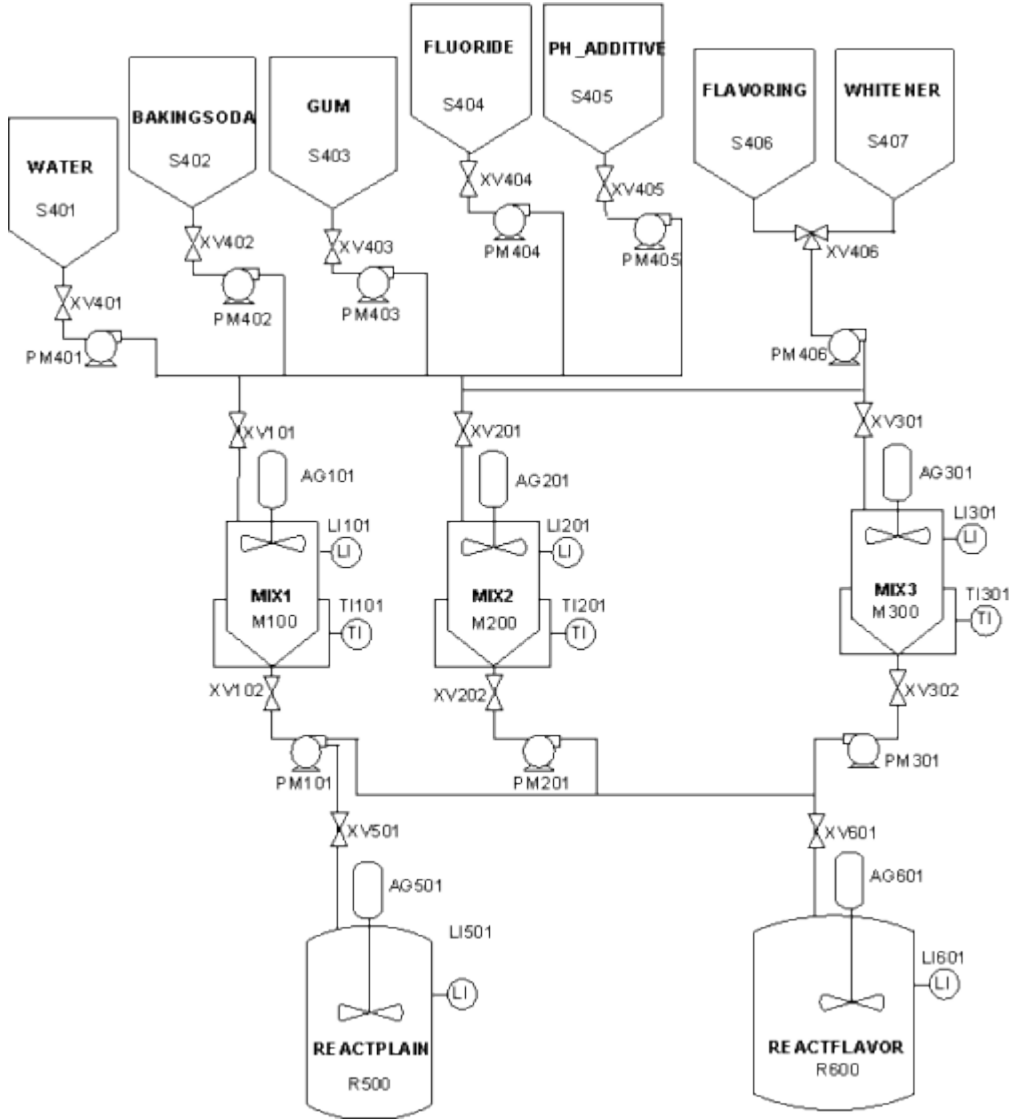 FLUORIDE
S404
PH_ADDITIVE
S405
BAKINGSODA
S402
GUM
S403
FLAVORING
S406
WHITENER
S407
WATER
S401
XV404
XV405
PM404
PM405
XV402
XV403
XV406
PM402
PM403
XV401
PM401
PM406
XV101
XV201
XV301
AG101
AG201
AG301
LI101
LI
LI201
LI
LI301
LI
MIX1
M100
MIX2
M200
MIX3
M300
TI101
TI
TI201
TI
TI301
TI
XV102
XV202
XV302
PM101
PM201
PM301
XV501
XV601
AG501
AG601
LI501
LI
LI601
LI
REACTPLAIN
R500
REACTFLAVOR
R600